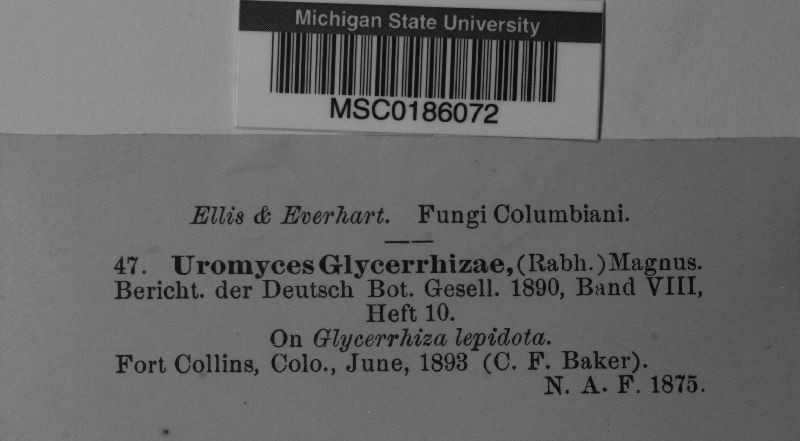 Michigan State University
MSC0186072
Ellis & Everhart. Fungi Columbiani.
47. Uromyces Glycerrhizae, (Rabh.) Magnus.
Bericht. der Deutsch Bot. Gesell. 1890, Band VIII,
Heft 10.
On Glycerrhiza lepidota.
Fort Collins, Colo., June, 1893 (C. F. Baker).
N. A. F. 1875.